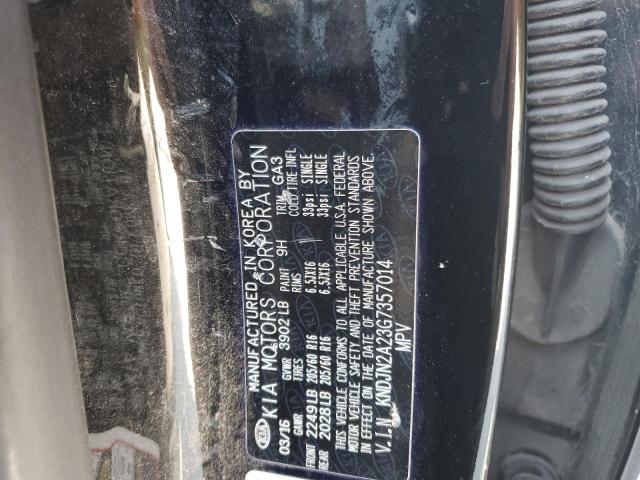 MANUFACTURED IN KOREA BY
KIA KIA MOTORS CORPORATION
03/16 GVWR 3902LB PAINT 9H TRIM GA3
GAWR TIRES RIMS COLD TIRE INFL
FRONT 2249LB 205/60 R16 6.5JX16 33psi SINGLE
REAR 2028LB 205/60 R16 6.5JX16 33psi SINGLE
THIS VEHICLE CONFORMS TO ALL APPLICABLE U.S.A. FEDERAL
MOTOR VEHICLE SAFETY AND THEFT PREVENTION STANDARDS
IN EFFECT ON THE DATE OF MANUFACTURE SHOWN ABOVE.
V.I.N. KNDJN2A23G7357014
MPV